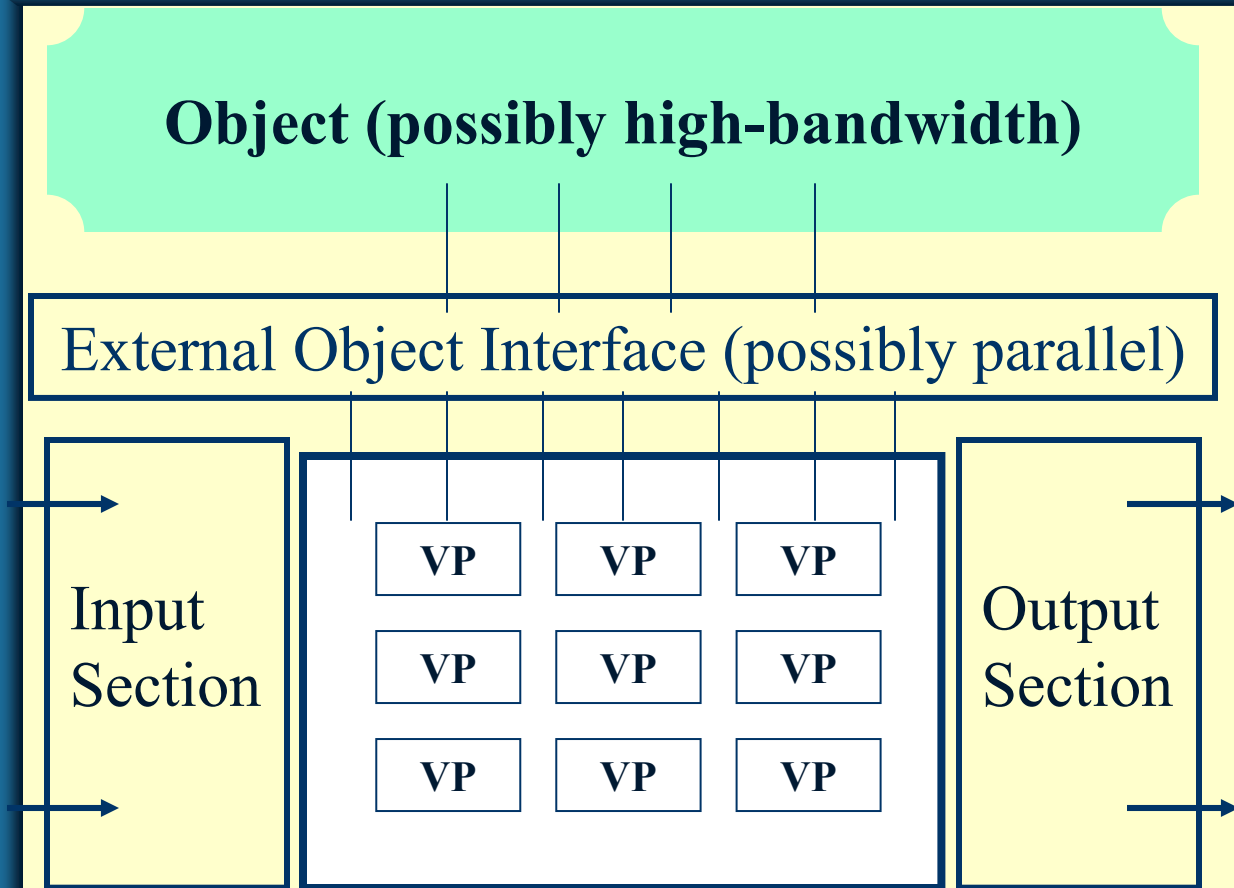 Object (possibly high-bandwidth)
External Object Interface (possibly parallel)
Input
Section
VP VP VP
VP VP VP
VP VP VP
Output
Section